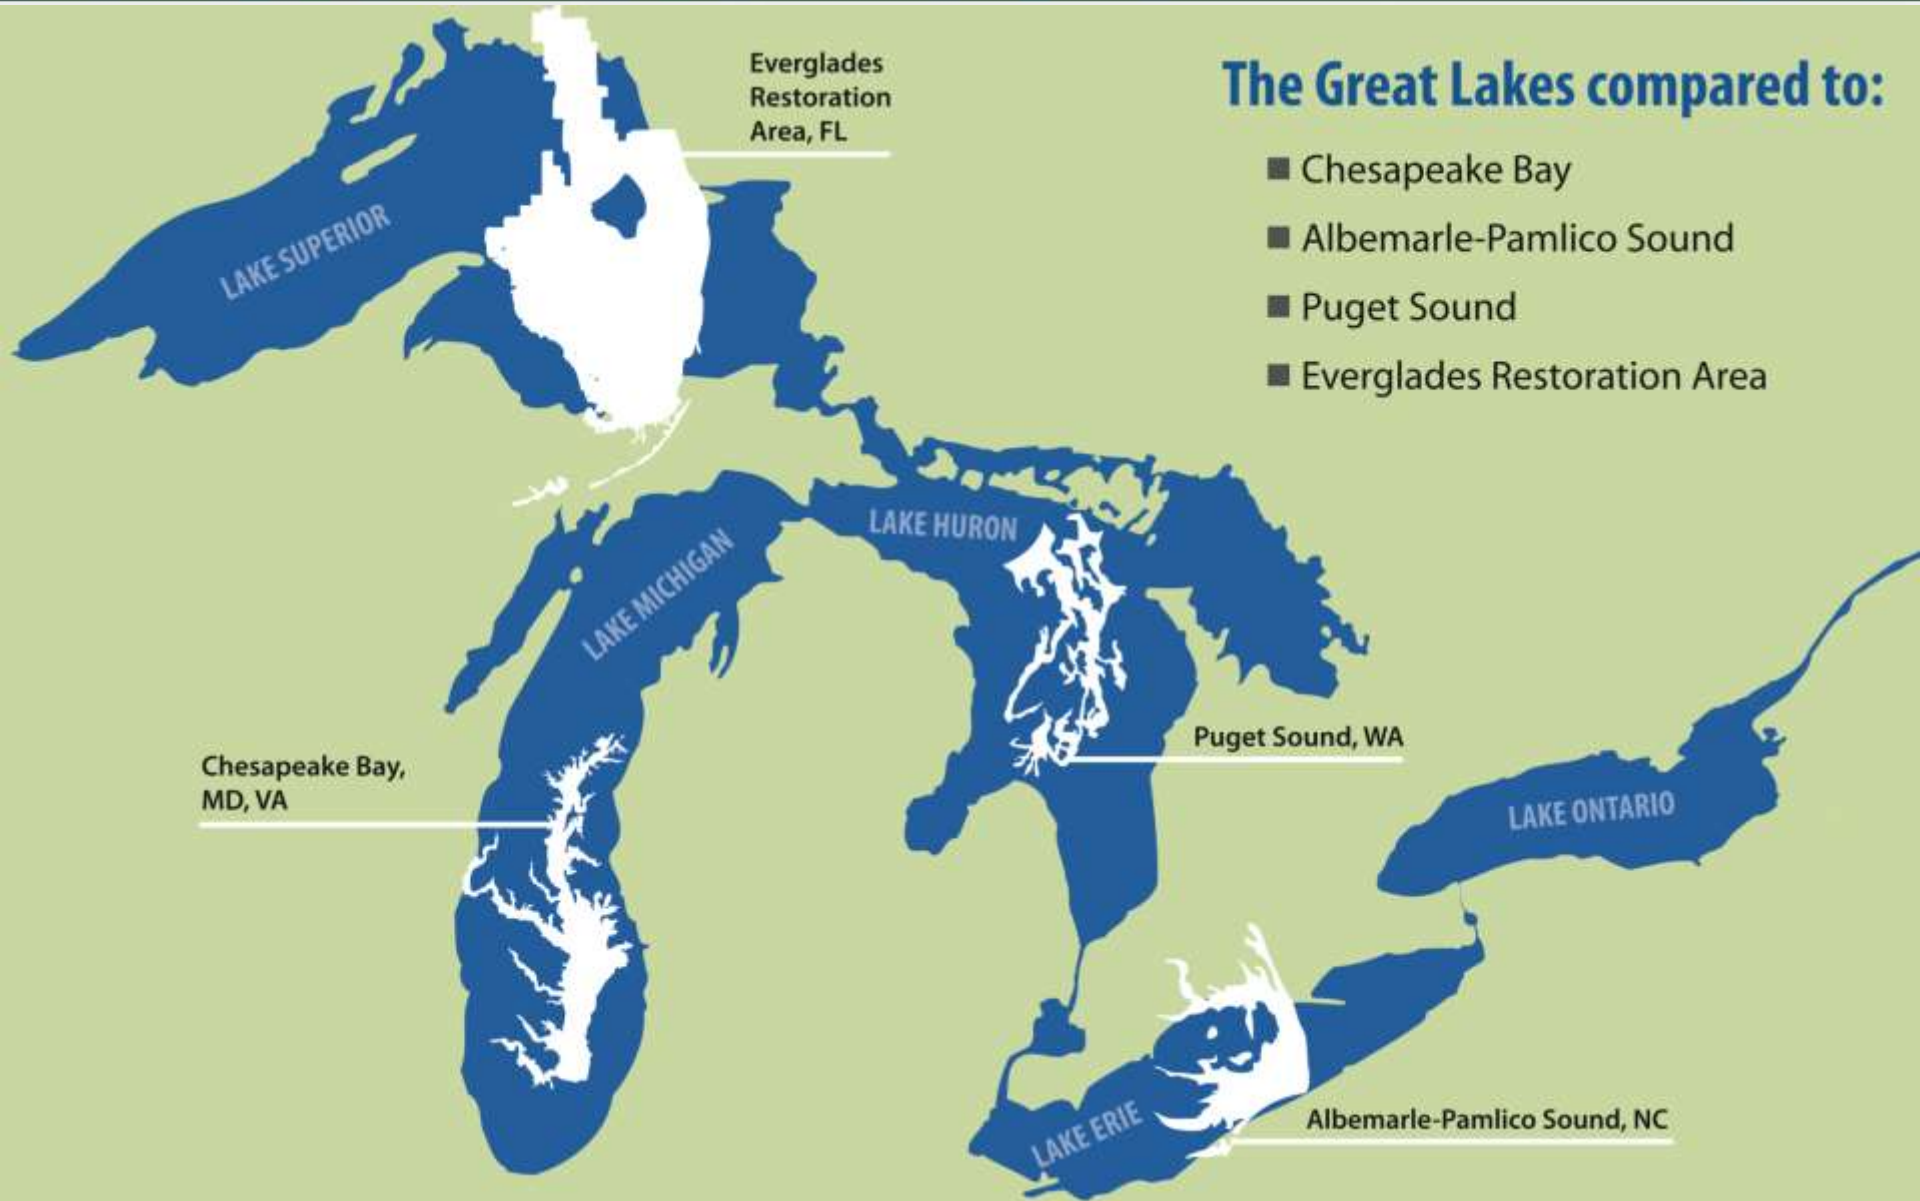 The Great Lakes compared to:
Chesapeake Bay
Albemarle-Pamlico Sound
Puget Sound
Everglades Restoration Area
Everglades
Restoration
Area, FL
LAKE SUPERIOR
LAKE HURON
LAKE MICHIGAN
Puget Sound, WA
Chesapeake Bay,
MD, VA
LAKE ONTARIO
LAKE ERIE
Albemarle-Pamlico Sound, NC